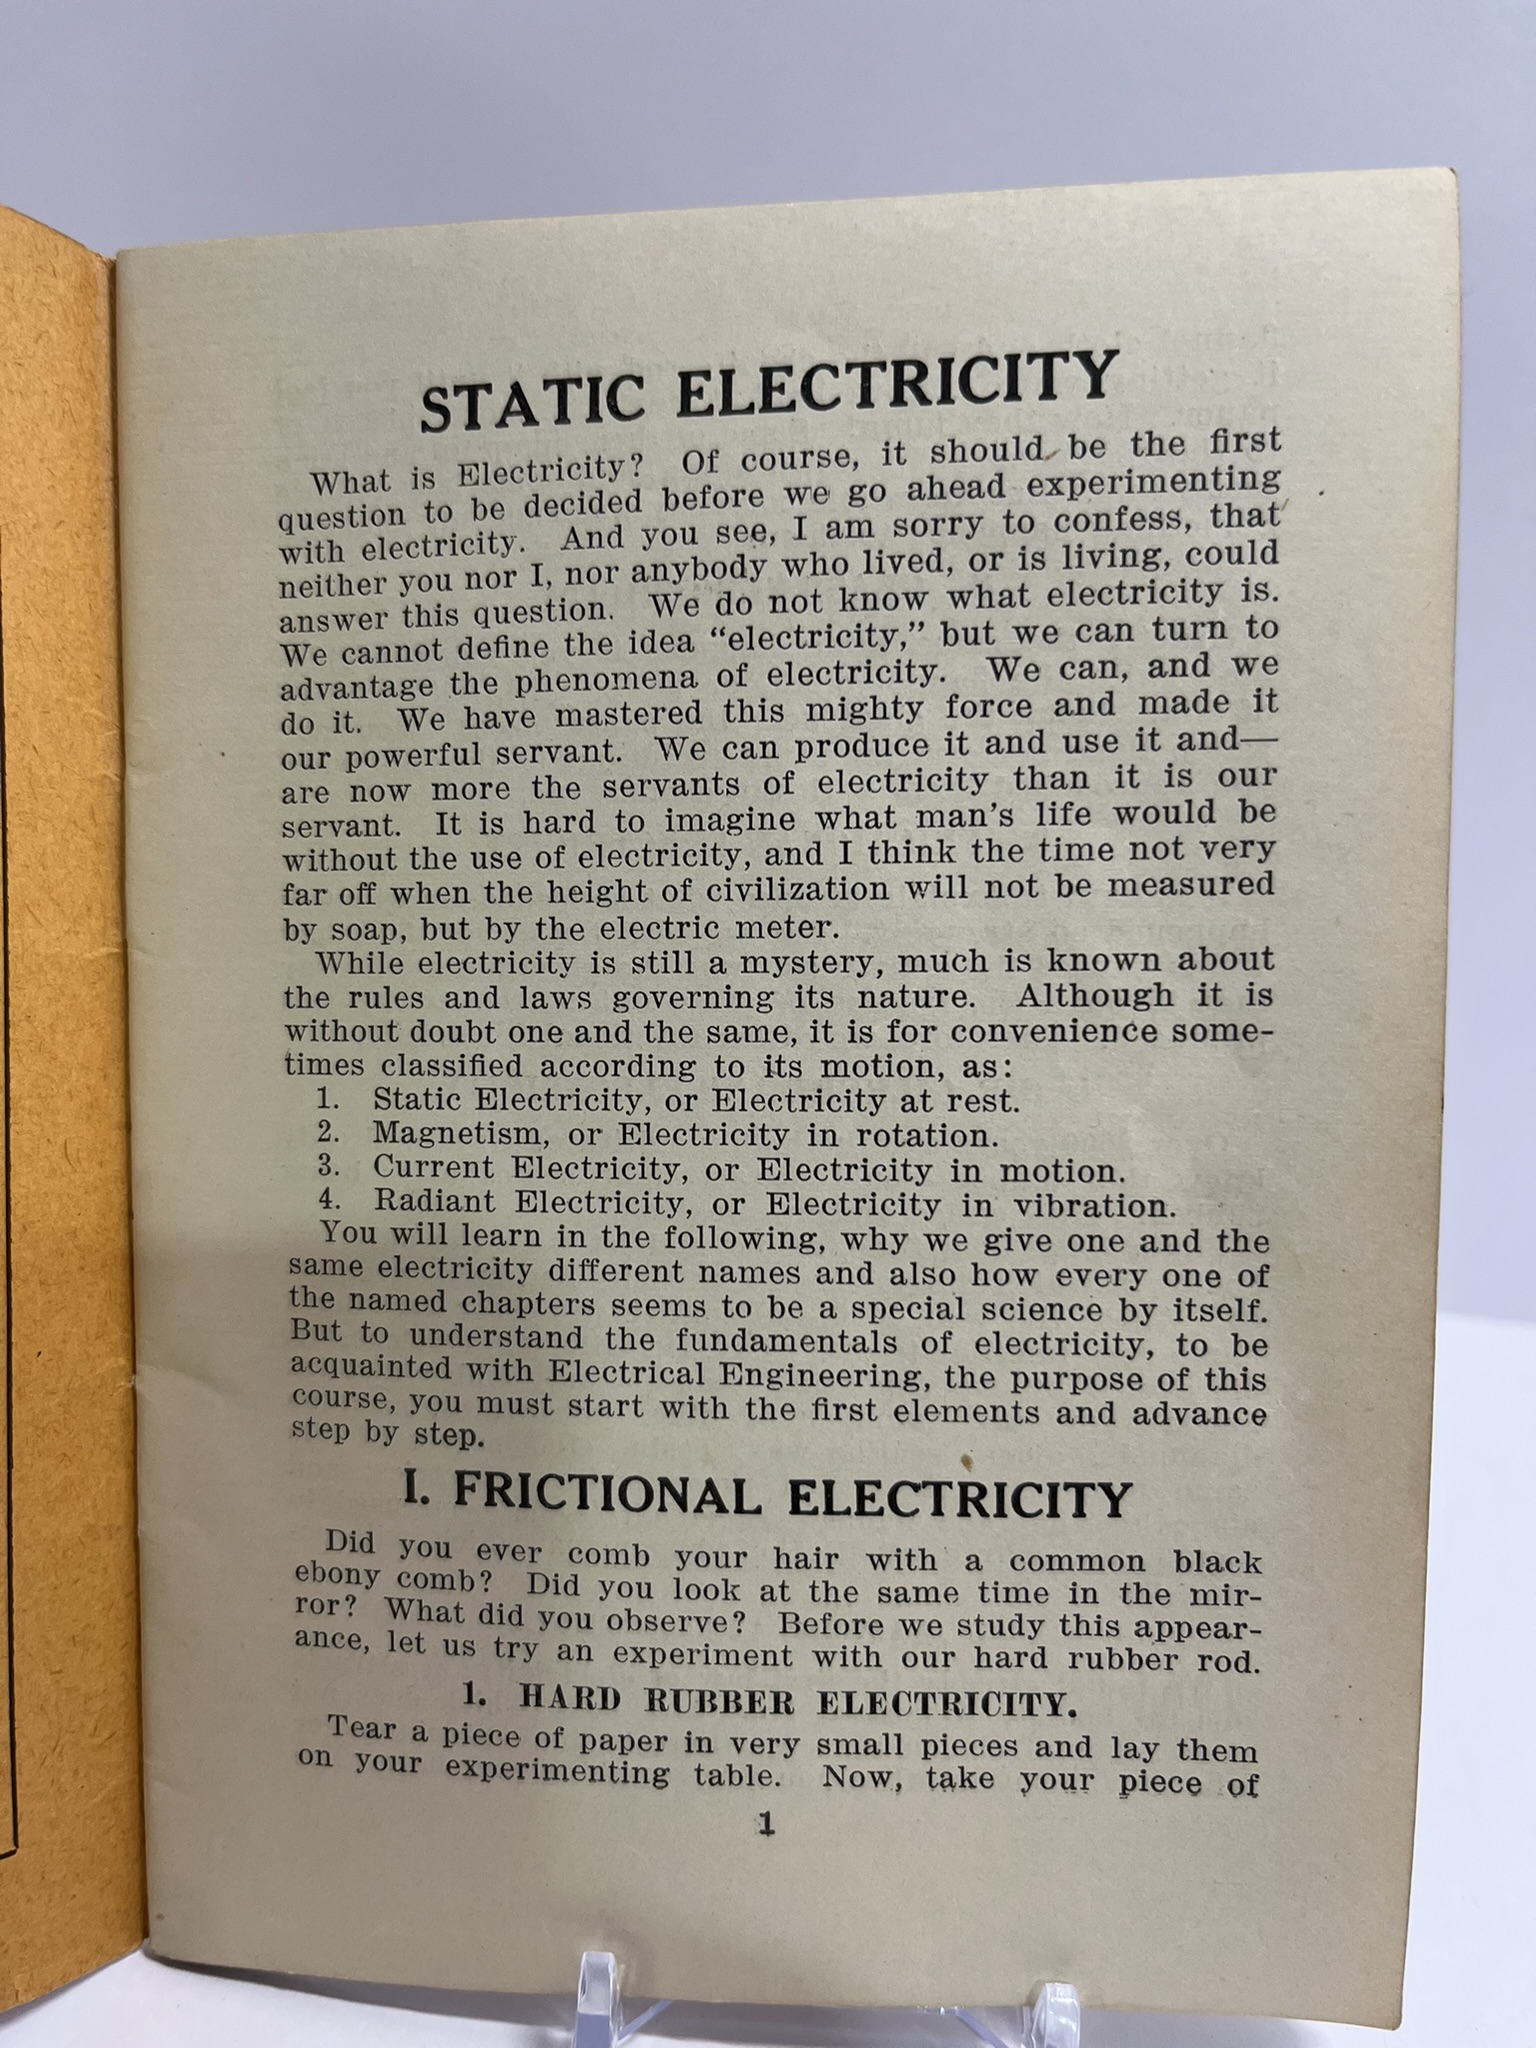 STATIC ELECTRICITY
What is Electricity? Of course, it should be the first
question to be decided before we go ahead experimenting
with electricity. And you see, I am sorry to confess, that
neither you nor I, nor anybody who lived, or is living, could
answer this question. We do not know what electricity is.
We cannot define the idea “electricity,” but we can turn to
advantage the phenomena of electricity. We can, and we
do it. We have mastered this mighty force and made it
our powerful servant. We can produce it and use it and—
are now more the servants of electricity than it is our
servant. It is hard to imagine what man’s life would be
without the use of electricity, and I think the time not very
far off when the height of civilization will not be measured
by soap, but by the electric meter.
While electricity is still a mystery, much is known about
the rules and laws governing its nature. Although it is
without doubt one and the same, it is for convenience some-
times classified according to its motion, as:
1. Static Electricity, or Electricity at rest.
2. Magnetism, or Electricity in rotation.
3. Current Electricity, or Electricity in motion.
4. Radiant Electricity, or Electricity in vibration.
You will learn in the following, why we give one and the
same electricity different names and also how every one of
the named chapters seems to be a special science by itself.
But to understand the fundamentals of electricity, to be
acquainted with Electrical Engineering, the purpose of this
course, you must start with the first elements and advance
step by step.
I. FRICTIONAL ELECTRICITY
Did you ever comb your hair with a common black
ebony comb? Did you look at the same time in the mir-
ror? What did you observe? Before we study this appear-
ance, let us try an experiment with our hard rubber rod.
1. HARD RUBBER ELECTRICITY.
Tear a piece of paper in very small pieces and lay them
on your experimenting table. Now, take your piece of
1